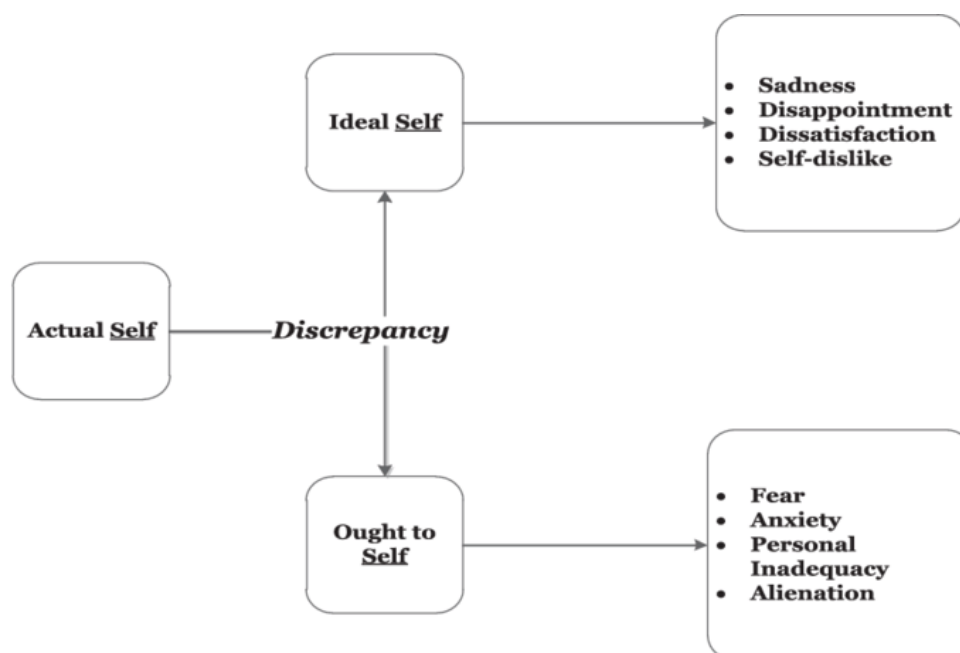 Ideal Self
• Sadness
• Disappointment
• Dissatisfaction
• Self-dislike
Actual Self
Discrepancy
Ought to
Self
• Fear
• Anxiety
• Personal
Inadequacy
• Alienation